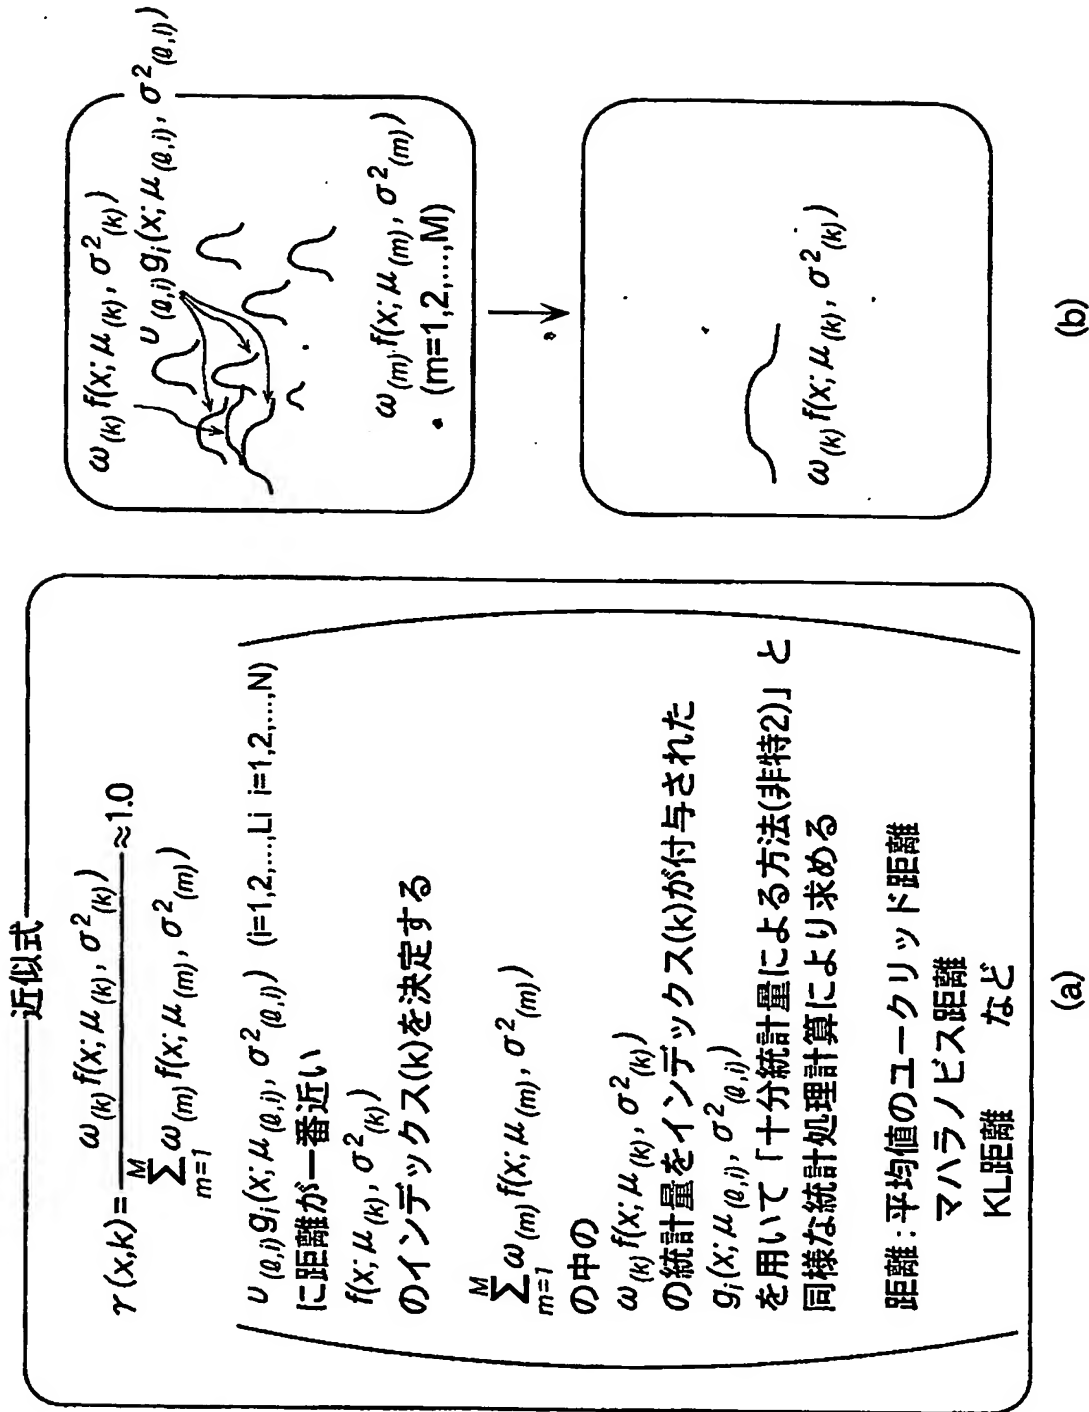 近似式
γ(x,k)= ω(k) f(x; μ(k), σ²(k)) / Σ[m=1..M] ω(m) f(x; μ(m), σ²(m)) ≈1.0
υ(ℓ,i) gi(x; μ(ℓ,i), σ²(ℓ,i)) (i=1,2,...,Li i=1,2,...,N)
に距離が一番近い
f(x; μ(k), σ²(k))
のインデックス(k)を決定する
Σ[m=1..M] ω(m) f(x; μ(m), σ²(m))
の中の
ω(k) f(x; μ(k), σ²(k))
の統計量をインデックス(k)が付与された
gi(x; μ(ℓ,i), σ²(ℓ,i))
を用いて「十分統計量による方法(非特2)」と
同様な統計処理計算により求める
距離：平均値のユークリッド距離
マハラノビス距離
KL距離 など
(a)
ω(k) f(x; μ(k), σ²(k))
υ(ℓ,i) gi(x; μ(ℓ,i), σ²(ℓ,i))
ω(m) f(x; μ(m), σ²(m))
(m=1,2,...,M)
ω(k) f(x; μ(k), σ²(k))
(b)